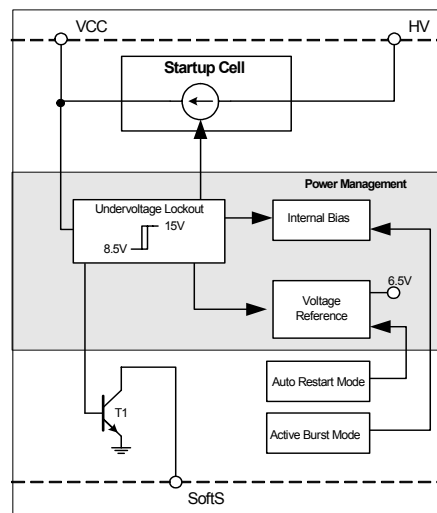 VCC
HV
Startup Cell
Power Management
Undervoltage Lockout
15V
8.5V
Internal Bias
6.5V
Voltage
Reference
Auto Restart Mode
T1
Active Burst Mode
SoftS